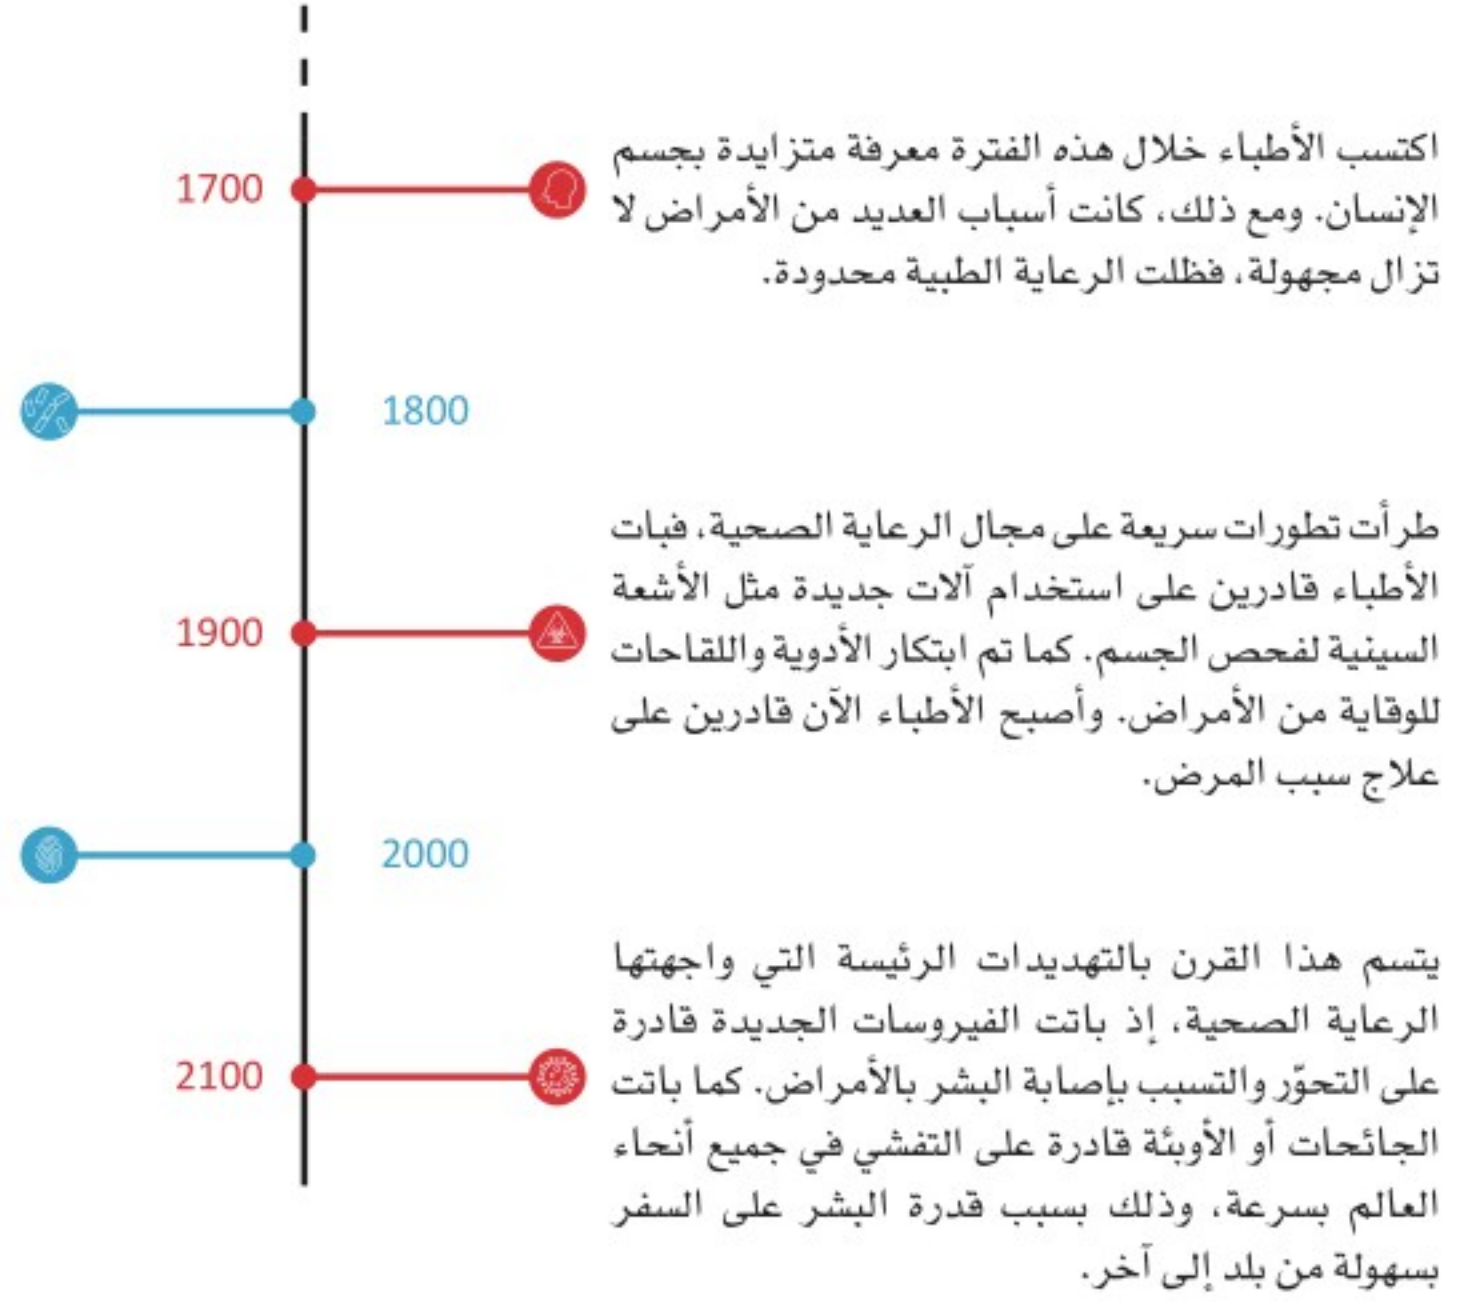 1700
اكتسب الأطباء خلال هذه الفترة معرفة متزايدة بجسم
الإنسان. ومع ذلك، كانت أسباب العديد من الأمراض لا
تزال مجهولة، فظلت الرعاية الطبية محدودة.
1800
طرأت تطورات سريعة على مجال الرعاية الصحية، فبات
الأطباء قادرين على استخدام آلات جديدة مثل الأشعة
السينية لفحص الجسم. كما تم ابتكار الأدوية واللقاحات
للوقاية من الأمراض. وأصبح الأطباء الآن قادرين على
علاج سبب المرض.
1900
2000
يتسم هذا القرن بالتهديدات الرئيسة التي واجهتها
الرعاية الصحية، إذ باتت الفيروسات الجديدة قادرة
على التحوّر والتسبب بإصابة البشر بالأمراض. كما باتت
الجائحات أو الأوبئة قادرة على التفشي في جميع أنحاء
العالم بسرعة، وذلك بسبب قدرة البشر على السفر
بسهولة من بلد إلى آخر.
2100